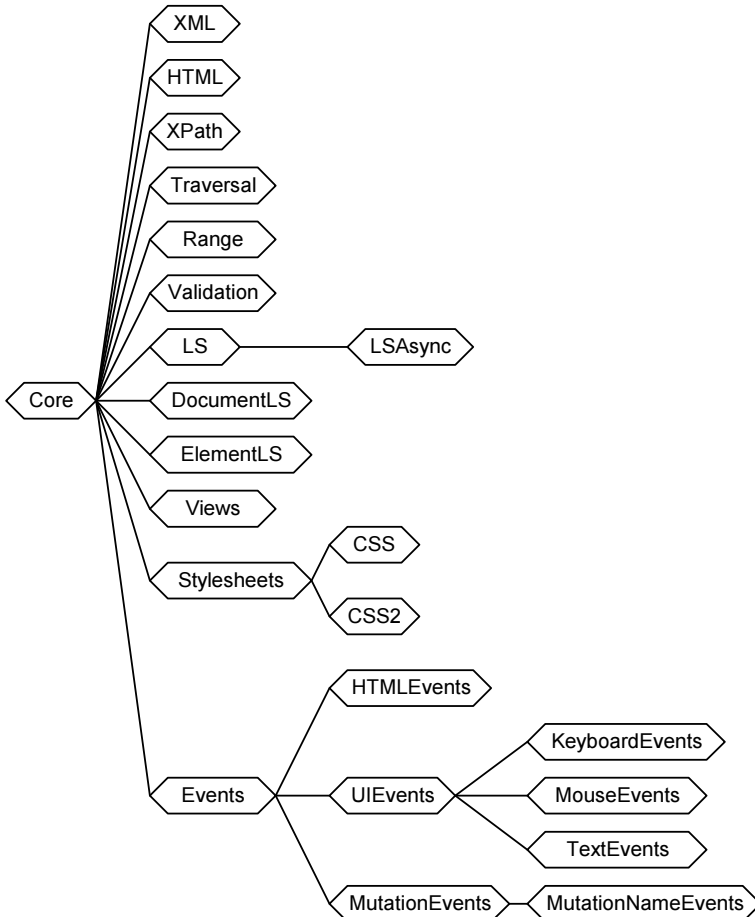 XML
HTML
XPath
Traversal
Range
Validation
LS
LSAsync
Core
DocumentLS
ElementLS
Views
CSS
Stylesheets
CSS2
HTMLEvents
KeyboardEvents
Events
UIEvents
MouseEvents
TextEvents
MutationEvents
MutationNameEvents